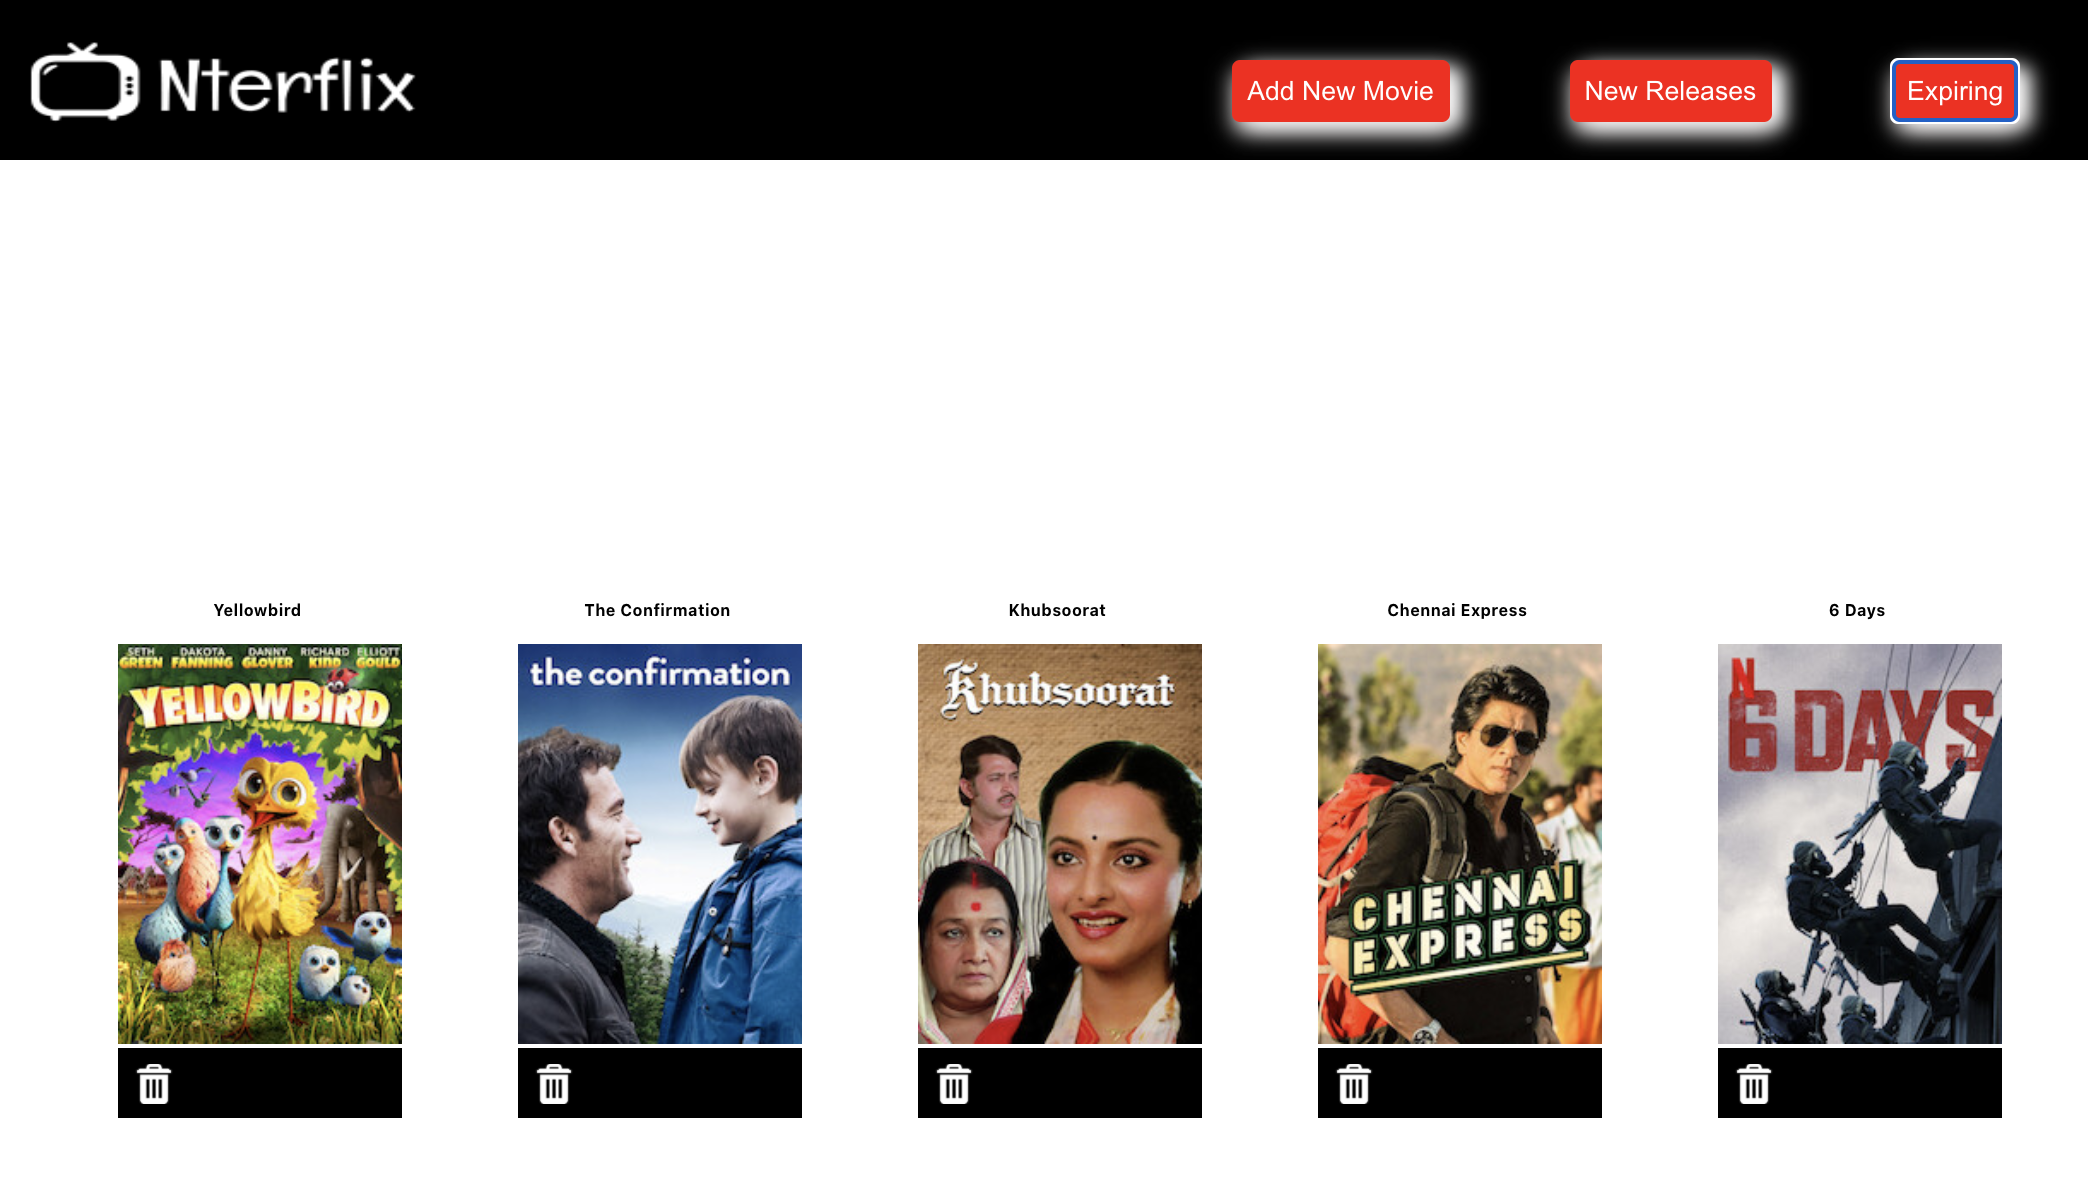 Nterflix
Add New Movie
New Releases
Expiring
Yellowbird
The Confirmation
Khubsoorat
Chennai Express
6 Days
SETH GREEN DAKOTA FANNING DANNY GLOVER RICHARD KIND ELLIOTT GOULD
YELLOWBIRD
the confirmation
Khubsoorat
CHENNAI
EXPRESS
N
6 DAYS